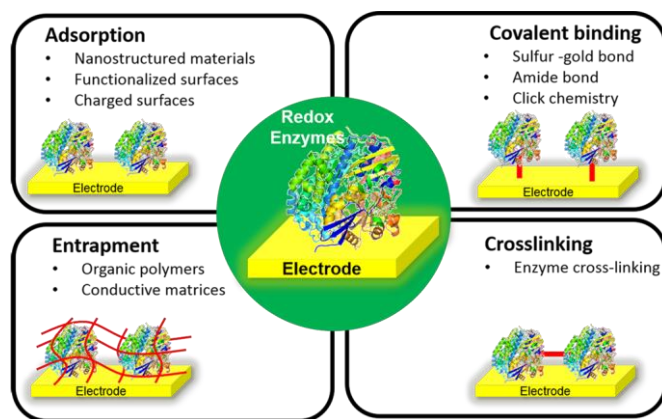 Adsorption
• Nanostructured materials
• Functionalized surfaces
• Charged surfaces
Electrode
Covalent binding
• Sulfur -gold bond
• Amide bond
• Click chemistry
Electrode
Redox
Enzymes
Electrode
Entrapment
• Organic polymers
• Conductive matrices
Electrode
Crosslinking
• Enzyme cross-linking
Electrode